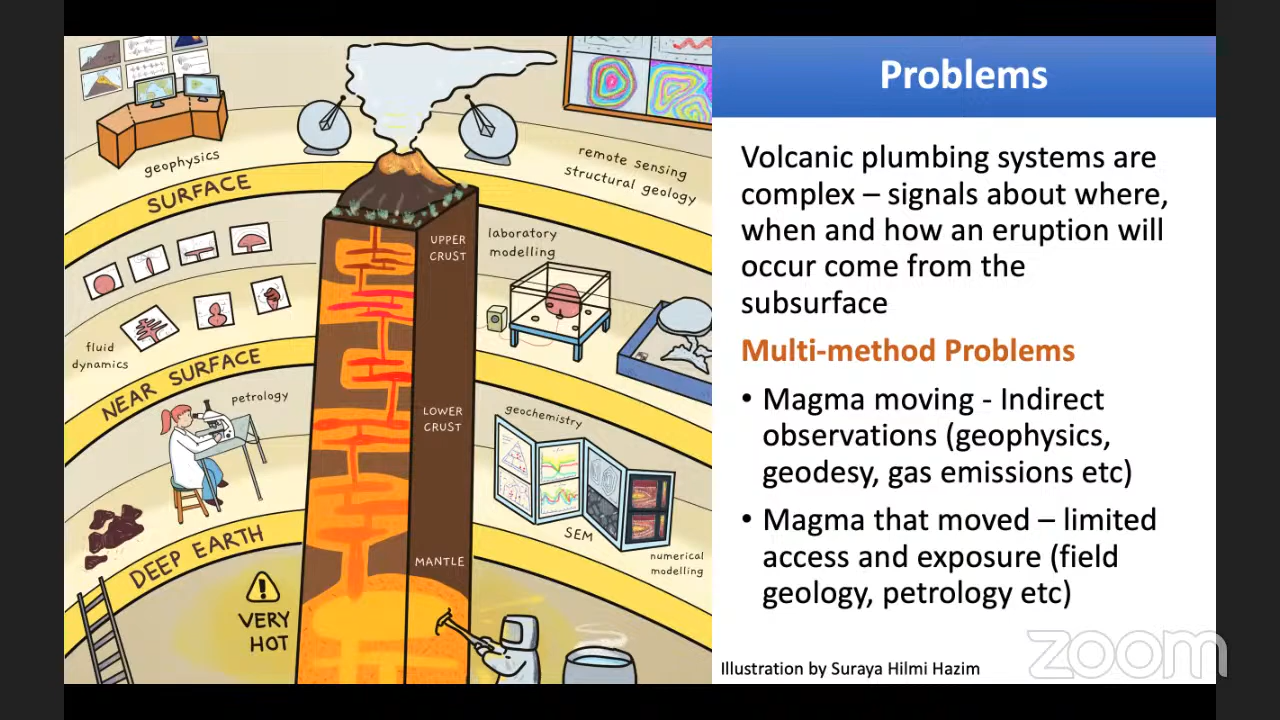 geophysics
SURFACE
remote sensing
structural geology
UPPER
CRUST
laboratory
modelling
fluid
dynamics
NEAR SURFACE
petrology
LOWER
CRUST
geochemistry
SEM
numerical
modelling
DEEP EARTH
MANTLE
VERY
HOT
Problems
Volcanic plumbing systems are
complex – signals about where,
when and how an eruption will
occur come from the
subsurface
Multi-method Problems
• Magma moving - Indirect
observations (geophysics,
geodesy, gas emissions etc)
• Magma that moved – limited
access and exposure (field
geology, petrology etc)
Illustration by Suraya Hilmi Hazim
zoom